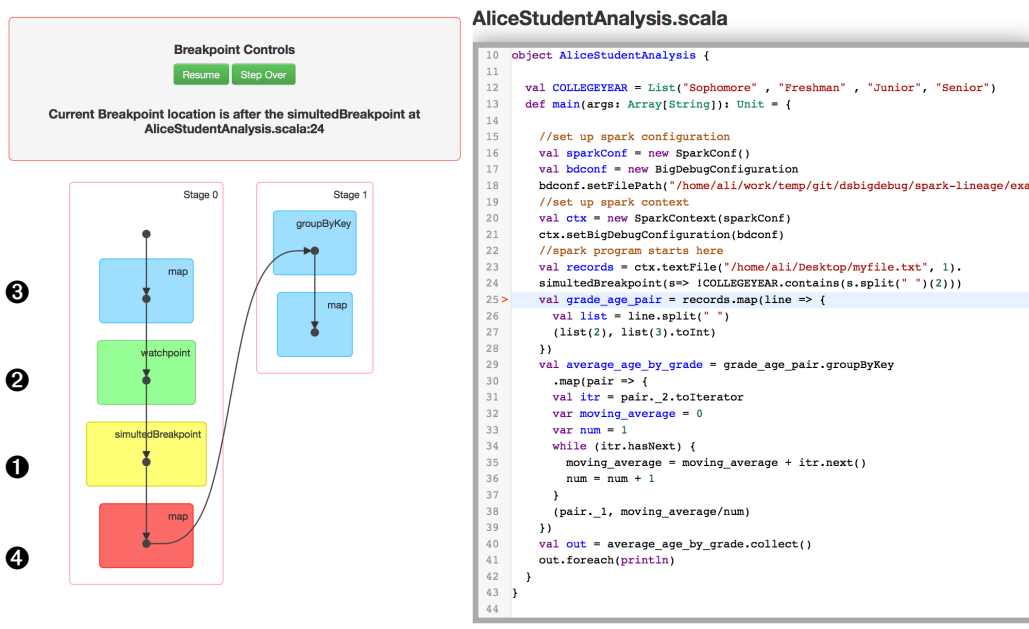 Breakpoint Controls
Resume Step Over
Current Breakpoint location is after the simultedBreakpoint at
AliceStudentAnalysis.scala:24
Stage 0
map
watchpoint
simultedBreakpoint
map
Stage 1
groupByKey
map
❸
❷
❶
❹
AliceStudentAnalysis.scala
10 object AliceStudentAnalysis {
11
12 val COLLEGEYEAR = List("Sophomore" , "Freshman" , "Junior", "Senior")
13 def main(args: Array[String]): Unit = {
14
15 //set up spark configuration
16 val sparkConf = new SparkConf()
17 val bdconf = new BigDebugConfiguration
18 bdconf.setFilePath("/home/ali/work/temp/git/dsbigdebug/spark-lineage/exa
19 //set up spark context
20 val ctx = new SparkContext(sparkConf)
21 ctx.setBigDebugConfiguration(bdconf)
22 //spark program starts here
23 val records = ctx.textFile("/home/ali/Desktop/myfile.txt", 1).
24 simultedBreakpoint(s=> !COLLEGEYEAR.contains(s.split(" ")(2)))
25 > val grade_age_pair = records.map(line => {
26 val list = line.split(" ")
27 (list(2), list(3).toInt)
28 })
29 val average_age_by_grade = grade_age_pair.groupByKey
30 .map(pair => {
31 val itr = pair._2.toIterator
32 var moving_average = 0
33 var num = 1
34 while (itr.hasNext) {
35 moving_average = moving_average + itr.next()
36 num = num + 1
37 }
38 (pair._1, moving_average/num)
39 })
40 val out = average_age_by_grade.collect()
41 out.foreach(println)
42 }
43 }
44